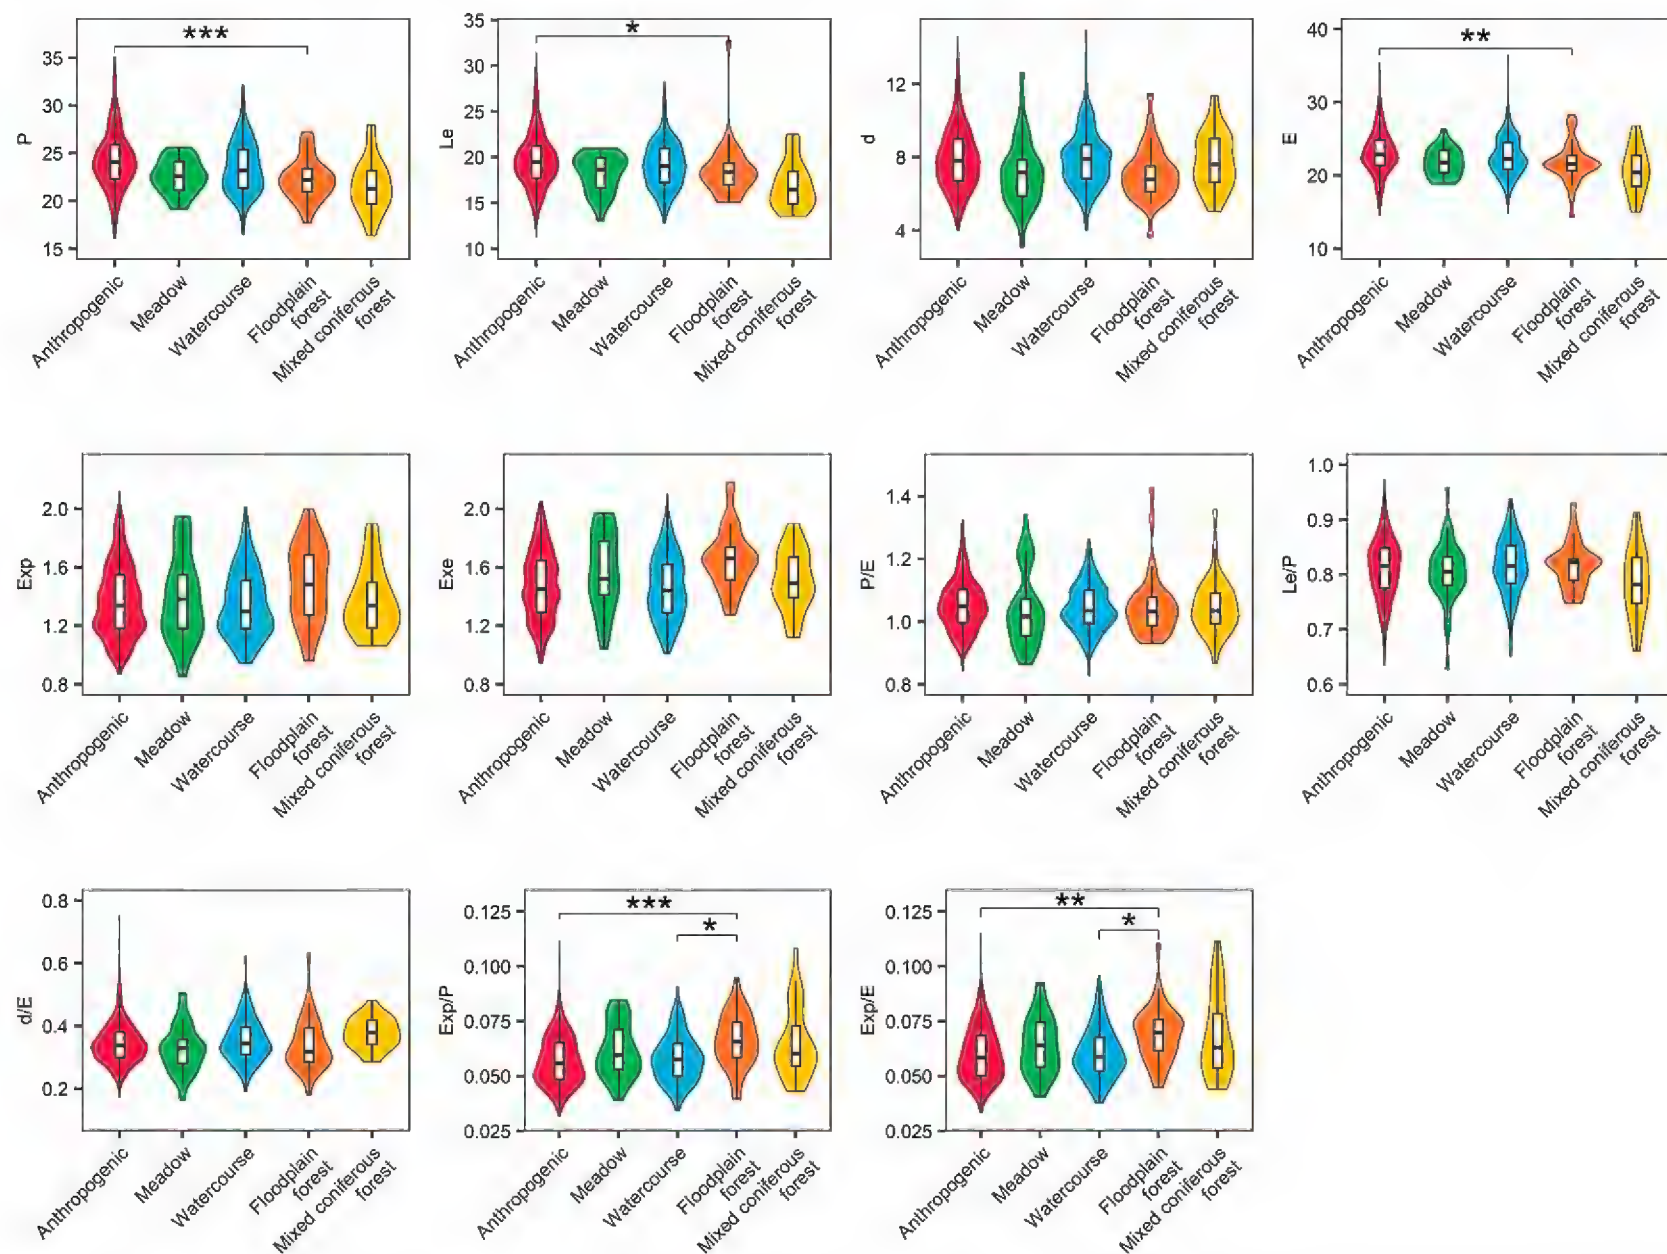 ***
P
35
30
25
20
15
Anthropogenic
Meadow
Watercourse
Floodplain
forest
Mixed coniferous
forest
*
Le
35
30
25
20
15
10
Anthropogenic
Meadow
Watercourse
Floodplain
forest
Mixed coniferous
forest
d
12
8
4
Anthropogenic
Meadow
Watercourse
Floodplain
forest
Mixed coniferous
forest
**
E
40
30
20
10
Anthropogenic
Meadow
Watercourse
Floodplain
forest
Mixed coniferous
forest
Exp
2.0
1.6
1.2
0.8
Anthropogenic
Meadow
Watercourse
Floodplain
forest
Mixed coniferous
forest
Exe
2.0
1.6
1.2
0.8
Anthropogenic
Meadow
Watercourse
Floodplain
forest
Mixed coniferous
forest
P/E
1.4
1.2
1.0
0.8
Anthropogenic
Meadow
Watercourse
Floodplain
forest
Mixed coniferous
forest
Le/P
1.0
0.9
0.8
0.7
0.6
Anthropogenic
Meadow
Watercourse
Floodplain
forest
Mixed coniferous
forest
d/E
0.8
0.6
0.4
0.2
Anthropogenic
Meadow
Watercourse
Floodplain
forest
Mixed coniferous
forest
***
*
Exp/P
0.125
0.100
0.075
0.050
0.025
Anthropogenic
Meadow
Watercourse
Floodplain
forest
Mixed coniferous
forest
**
*
Exp/E
0.125
0.100
0.075
0.050
0.025
Anthropogenic
Meadow
Watercourse
Floodplain
forest
Mixed coniferous
forest